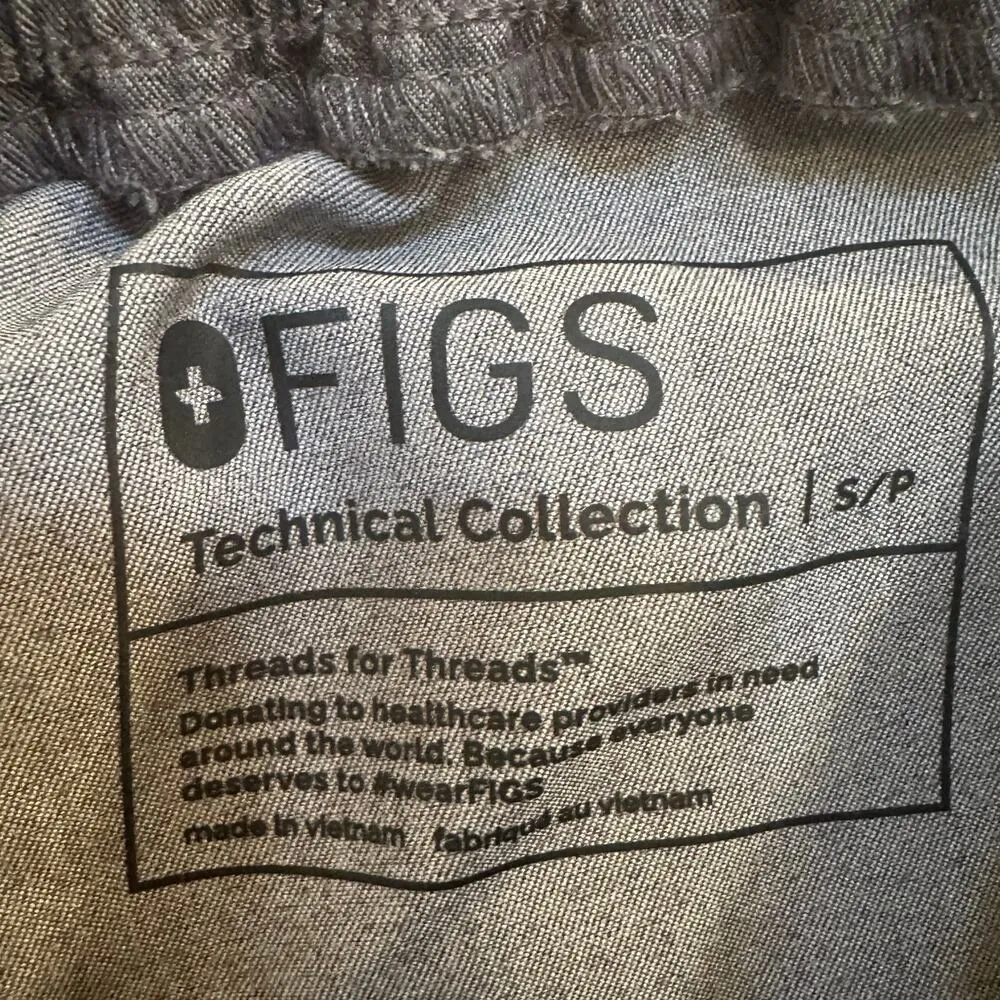 FIGS
Technical Collection | S/P
Threads for Threads™
Donating to healthcare providers in need
around the world. Because everyone
deserves to #wearFIGS
made in vietnam fabriqué au vietnam